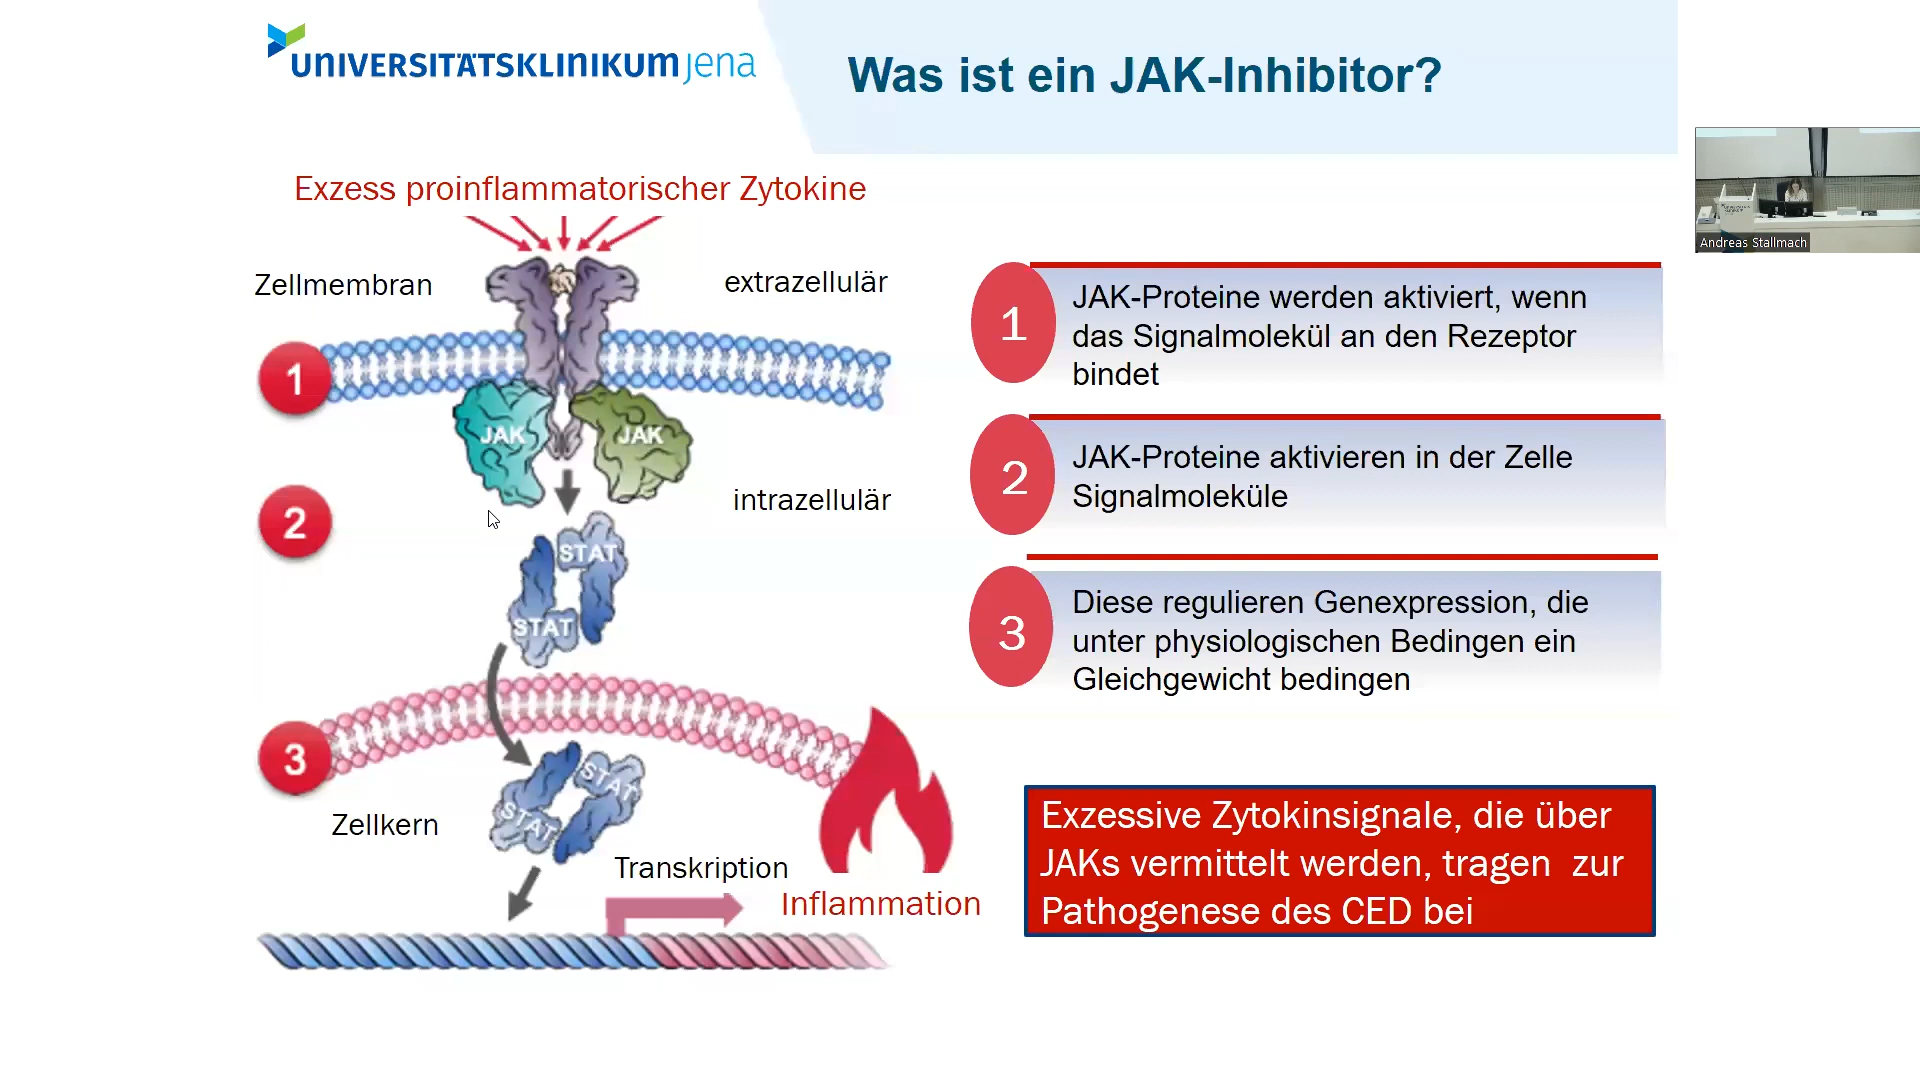 UNIVERSITÄTSKLINIKUM jena
Was ist ein JAK-Inhibitor?
Exzess proinflammatorischer Zytokine
Zellmembran
extrazellulär
1
JAK
JAK
2
intrazellulär
STAT
STAT
3
STAT
STAT
Zellkern
Transkription
Inflammation
1
JAK-Proteine werden aktiviert, wenn
das Signalmolekül an den Rezeptor
bindet
2
JAK-Proteine aktivieren in der Zelle
Signalmoleküle
3
Diese regulieren Genexpression, die
unter physiologischen Bedingen ein
Gleichgewicht bedingen
Exzessive Zytokinsignale, die über
JAKs vermittelt werden, tragen zur
Pathogenese des CED bei
Andreas Stallmach